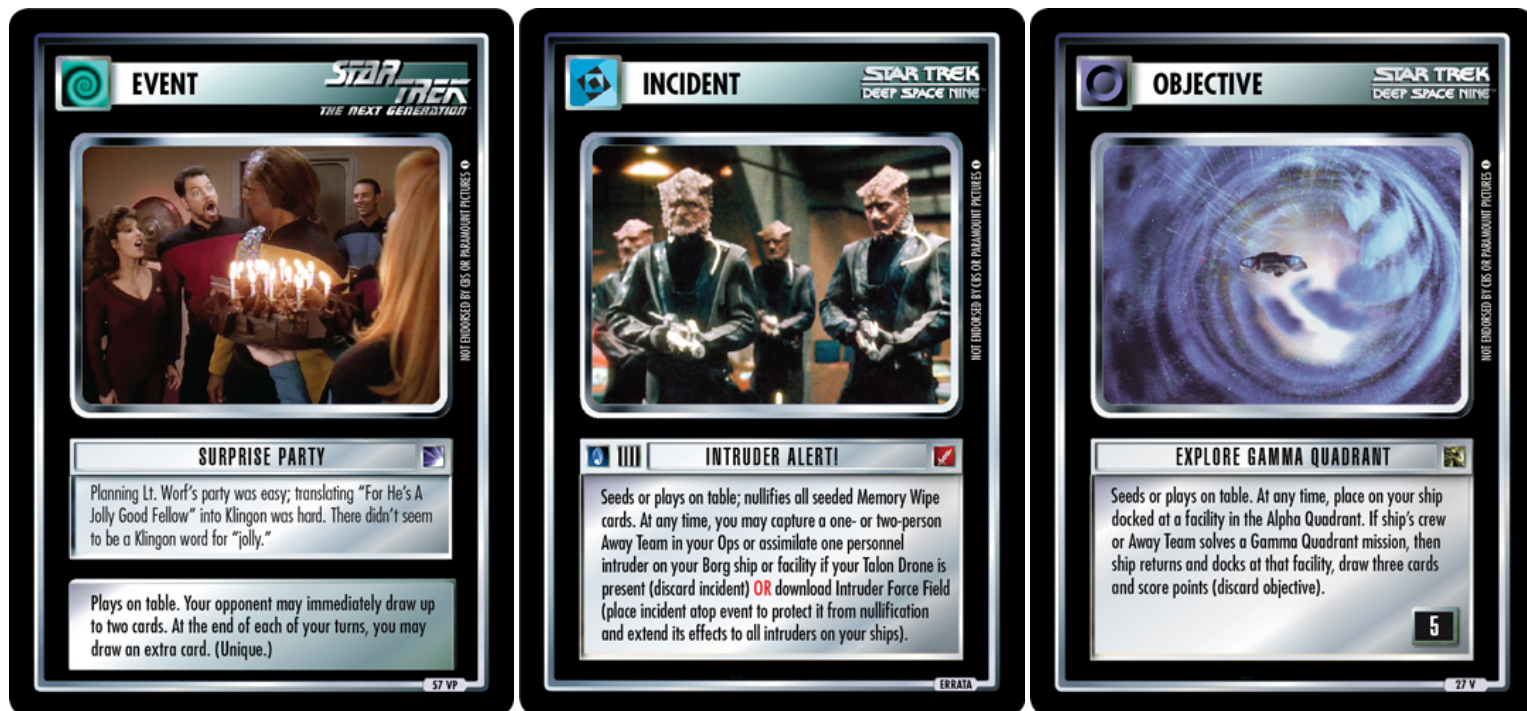 EVENT
STAR TREK
THE NEXT GENERATION
NOT ENDORSED BY CBS OR PARAMOUNT PICTURES
SURPRISE PARTY
Planning Lt. Worf's party was easy; translating “For He's A
Jolly Good Fellow” into Klingon was hard. There didn't seem
to be a Klingon word for “jolly.”
Plays on table. Your opponent may immediately draw up
to two cards. At the end of each of your turns, you may
draw an extra card. (Unique.)
57 VP
INCIDENT
STAR TREK
DEEP SPACE NINE
NOT ENDORSED BY CBS OR PARAMOUNT PICTURES
INTRUDER ALERT!
Seeds or plays on table; nullifies all seeded Memory Wipe
cards. At any time, you may capture a one- or two-person
Away Team in your Ops or assimilate one personnel
intruder on your Borg ship or facility if your Talon Drone is
present (discard incident) OR download Intruder Force Field
(place incident atop event to protect it from nullification
and extend its effects to all intruders on your ships).
ERRATA
OBJECTIVE
STAR TREK
DEEP SPACE NINE
NOT ENDORSED BY CBS OR PARAMOUNT PICTURES
EXPLORE GAMMA QUADRANT
Seeds or plays on table. At any time, place on your ship
docked at a facility in the Alpha Quadrant. If ship's crew
or Away Team solves a Gamma Quadrant mission, then
ship returns and docks at that facility, draw three cards
and score points (discard objective).
5
27 V